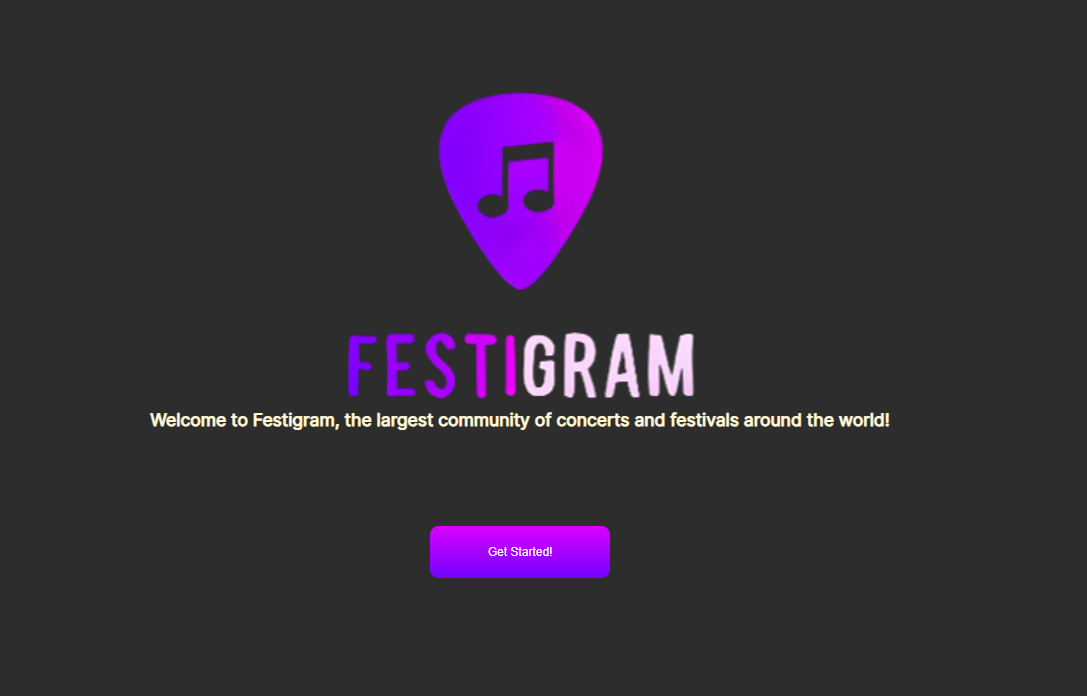 FESTIGRAM
Welcome to Festigram, the largest community of concerts and festivals around the world!
Get Started!